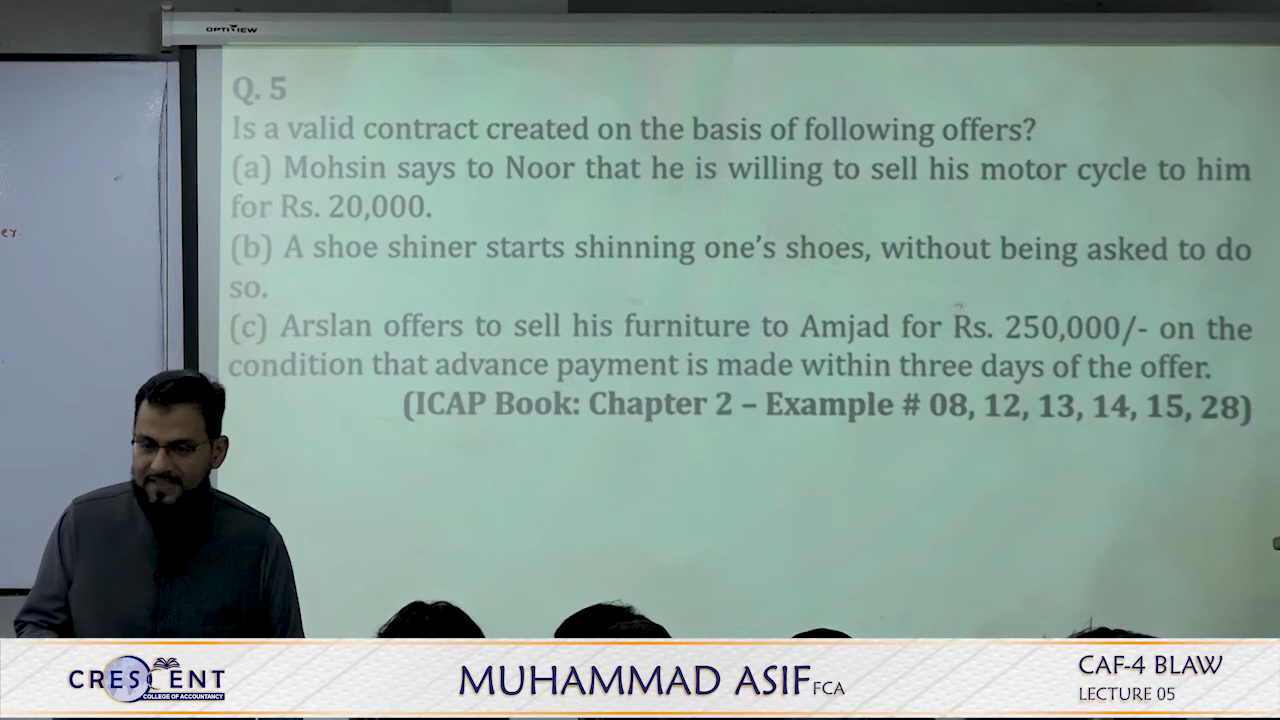 OPTIVIEW
Q. 5
Is a valid contract created on the basis of following offers?
(a) Mohsin says to Noor that he is willing to sell his motor cycle to him
for Rs. 20,000.
(b) A shoe shiner starts shinning one's shoes, without being asked to do
so.
(c) Arslan offers to sell his furniture to Amjad for Rs. 250,000/- on the
condition that advance payment is made within three days of the offer.
(ICAP Book: Chapter 2 – Example # 08, 12, 13, 14, 15, 28)
CRESCENT
COLLEGE OF ACCOUNTANCY
MUHAMMAD ASIF FCA
CAF-4 BLAW
LECTURE 05